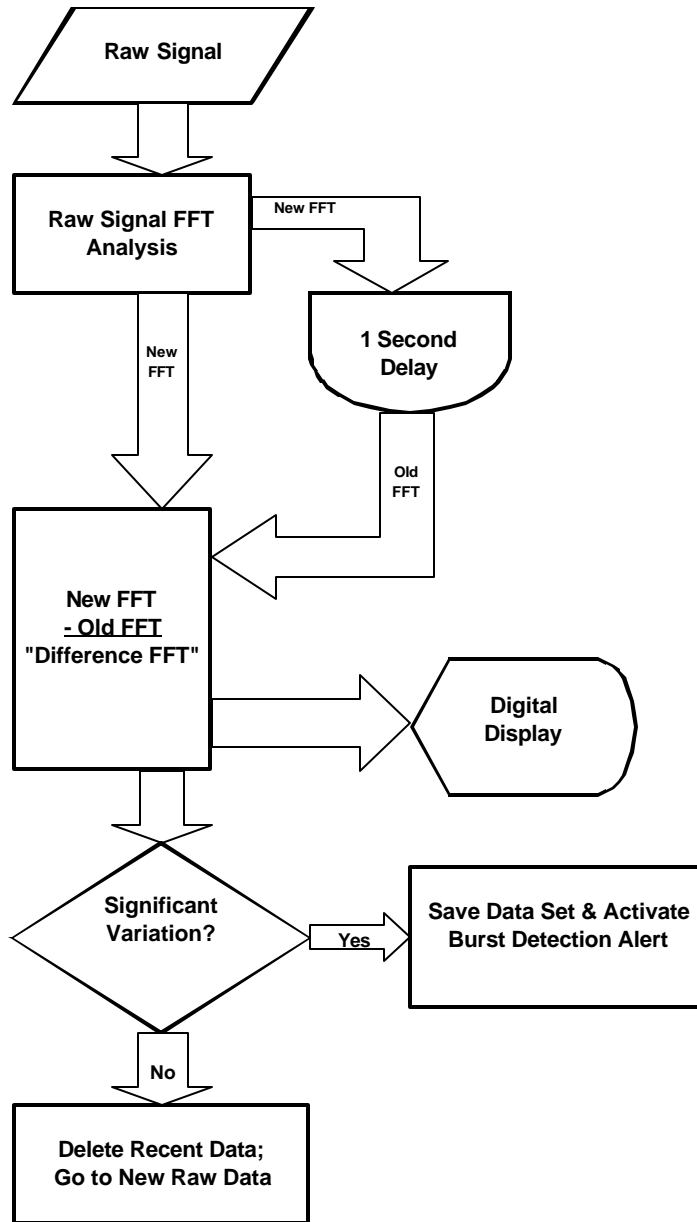 Raw Signal
Raw Signal FFT
Analysis
New FFT
New
FFT
1 Second
Delay
Old
FFT
New FFT
- Old FFT
"Difference FFT"
Digital
Display
Significant
Variation?
Yes
Save Data Set & Activate
Burst Detection Alert
No
Delete Recent Data;
Go to New Raw Data